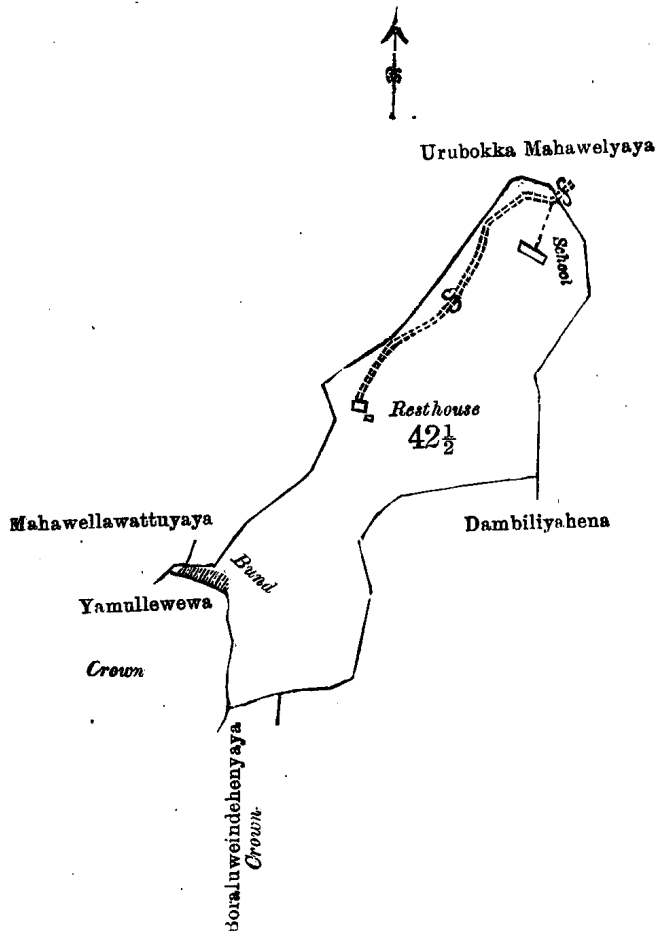 Urubokka Mahawelyaya
School
Resthouse
42½
Mahawellawattuyaya
Dambiliyahena
Bund
Yamullewewa
Crown
Boraluweindehenyaya
Crown